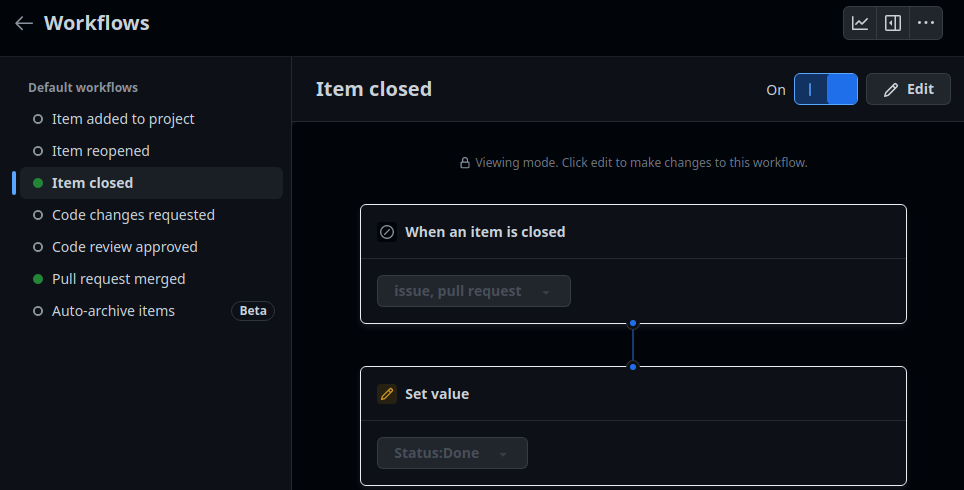 Workflows
Default workflows
Item added to project
Item reopened
Item closed
Code changes requested
Code review approved
Pull request merged
Auto-archive items Beta
Item closed
On
Edit
Viewing mode. Click edit to make changes to this workflow.
When an item is closed
issue, pull request
Set value
Status:Done